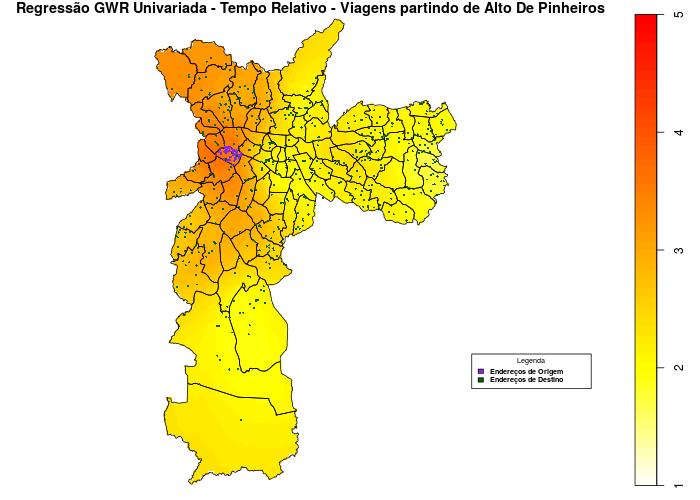 Regressão GWR Univariada - Tempo Relativo - Viagens partindo de Alto De Pinheiros
5
4
3
2
1
Legenda
Endereços de Origem
Endereços de Destino